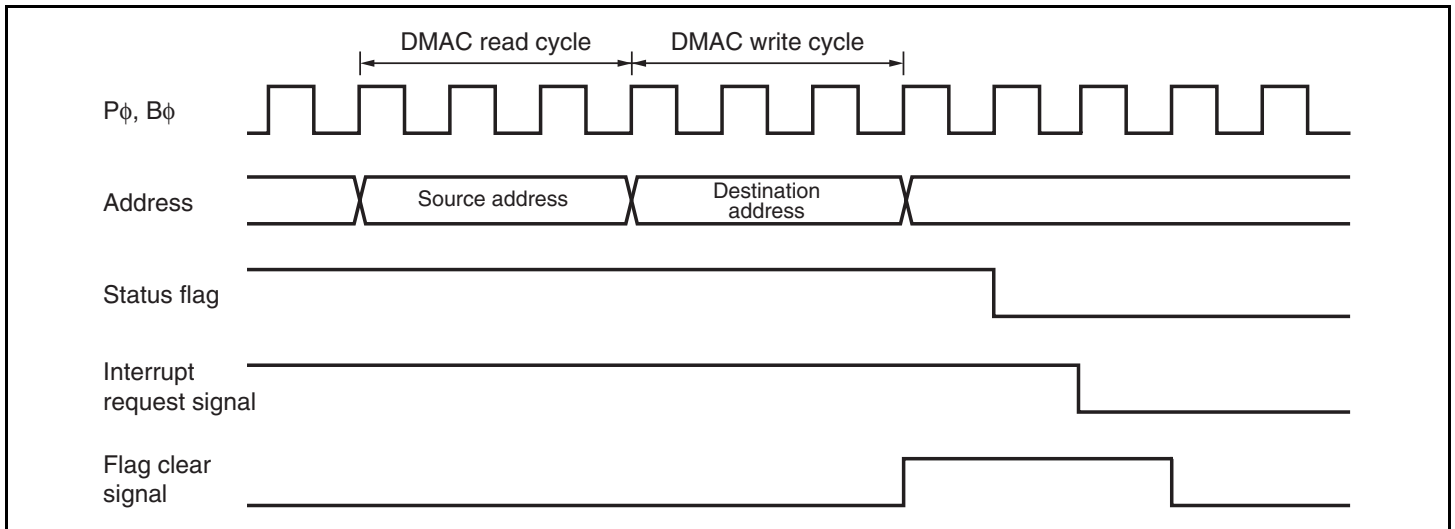 DMAC read cycle
DMAC write cycle
Pϕ, Bϕ
Address
Source address
Destination
address
Status flag
Interrupt
request signal
Flag clear
signal